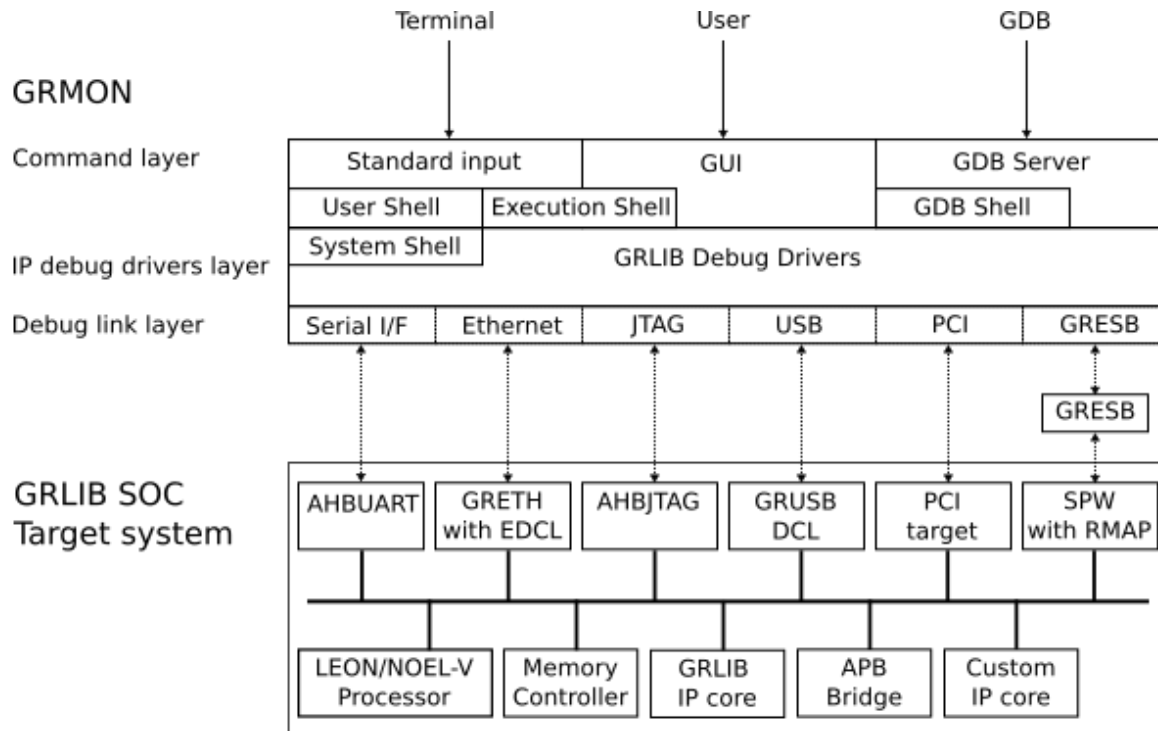 Terminal User GDB
GRMON
Command layer Standard input GUI GDB Server
User Shell Execution Shell GDB Shell
System Shell
IP debug drivers layer GRLIB Debug Drivers
Debug link layer Serial I/F Ethernet JTAG USB PCI GRESB
GRESB
GRLIB SOC
Target system
AHBUART
GRETH
with EDCL
AHBJTAG
GRUSB
DCL
PCI
target
SPW
with RMAP
LEON/NOEL-V
Processor
Memory
Controller
GRLIB
IP core
APB
Bridge
Custom
IP core